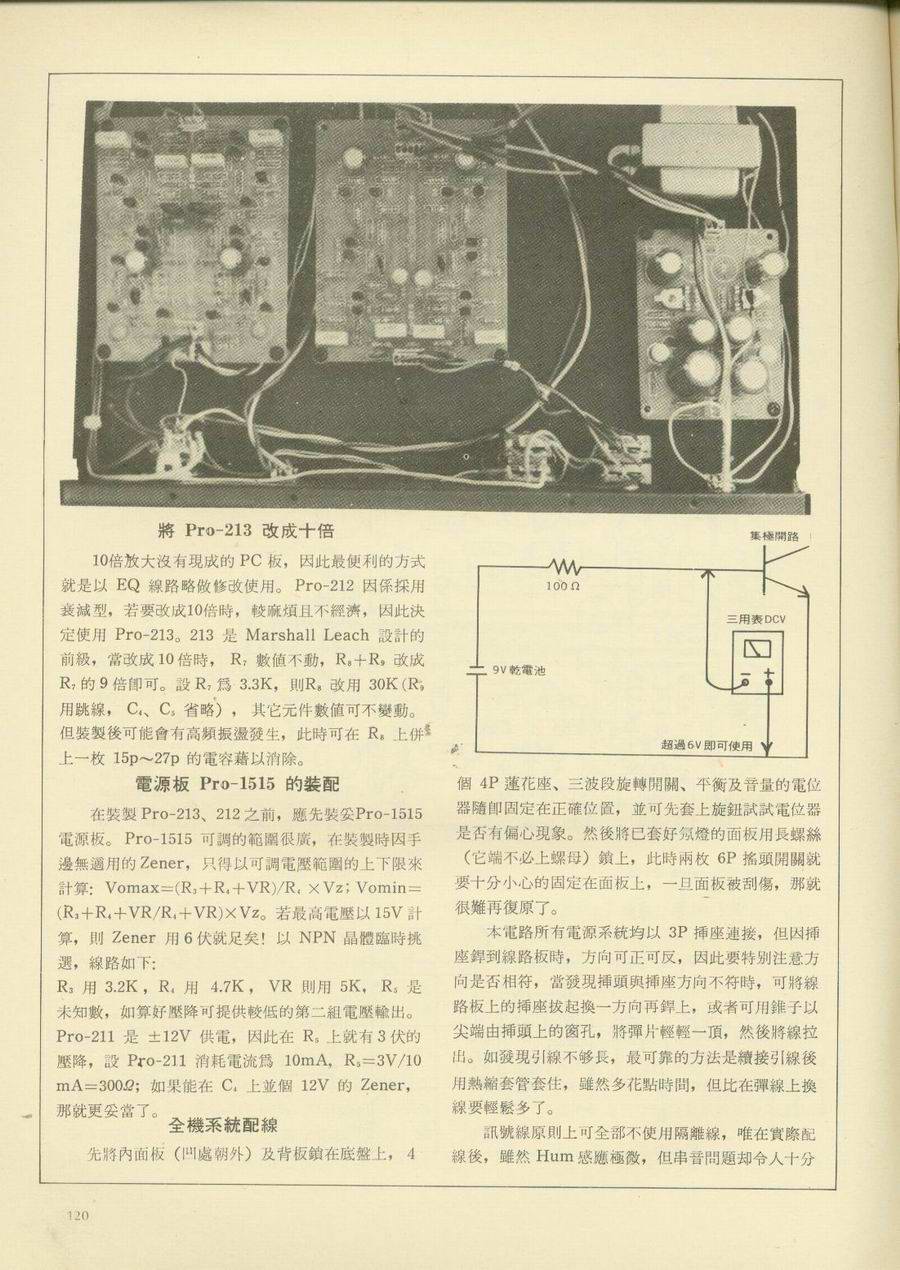 將 Pro-213 改成十倍
10倍放大沒有現成的 PC 板，因此最便利的方式
就是以 EQ 線路略做修改使用。 Pro-212 因係採用
衰減型，若要改成10倍時，較麻煩且不經濟，因此決
定使用 Pro-213。213 是 Marshall Leach 設計的
前級，當改成 10 倍時， R₇ 數值不動，R₈＋R₉ 改成
R₇ 的 9 倍卽可。設 R₇ 爲 3.3K，則R₈ 改用 30K (R₉
用跳線， C₄、C₅ 省略），其它元件數值可不變動。
但裝製後可能會有高頻振盪發生，此時可在 R₈ 上併
上一枚 15p～27p 的電容藉以消除。
電源板 Pro-1515 的裝配
在裝製 Pro-213、212 之前，應先裝妥Pro-1515
電源板。 Pro-1515 可調的範圍很廣，在裝製時因手
邊無適用的 Zener，只得以可調電壓範圍的上下限來
計算: Vomax＝(R₃＋R₄＋VR)/R₄ ×Vz; Vomin＝
(R₃＋R₄＋VR/R₄＋VR)×Vz。若最高電壓以 15V 計
算，則 Zener 用 6 伏就足矣! 以 NPN 晶體臨時挑
選，線路如下:
R₃ 用 3.2K , R₄ 用 4.7K , VR 則用 5K, R₅ 是
未知數，如算好壓降可提供較低的第二組電壓輸出。
Pro-211 是 ±12V 供電，因此在 R₅ 上就有 3 伏的
壓降，設 Pro-211 消耗電流爲 10mA, R₅=3V/10
mA=300Ω; 如果能在 C₄ 上並個 12V 的 Zener，
那就更妥當了。
全機系統配線
先將內面板（凹處朝外）及背板鎖在底盤上， 4
集極開路
100Ω
三用表DCV
－ ＋
9V 乾電池
超過6V 即可使用
個 4P 蓮花座、三波段旋轉開關、平衡及音量的電位
器隨卽固定在正確位置，並可先套上旋鈕試試電位器
是否有偏心現象。然後將已套好氖燈的面板用長螺絲
（它端不必上螺母）鎖上，此時兩枚 6P 搖頭開關就
要十分小心的固定在面板上，一旦面板被刮傷，那就
很難再復原了。
本電路所有電源系統均以 3P 揷座連接，但因揷
座銲到線路板時，方向可正可反，因此要特別注意方
向是否相符，當發現揷頭與揷座方向不符時，可將線
路板上的揷座拔起換一方向再銲上，或者可用錐子以
尖端由揷頭上的窗孔，將彈片輕輕一頂，然後將線拉
出。如發現引線不够長，最可靠的方法是續接引線後
用熱縮套管套住，雖然多花點時間，但比在彈線上換
線要輕鬆多了。
訊號線原則上可全部不使用隔離線，唯在實際配
線後，雖然 Hum 感應極微，但串音問題却令人十分
120